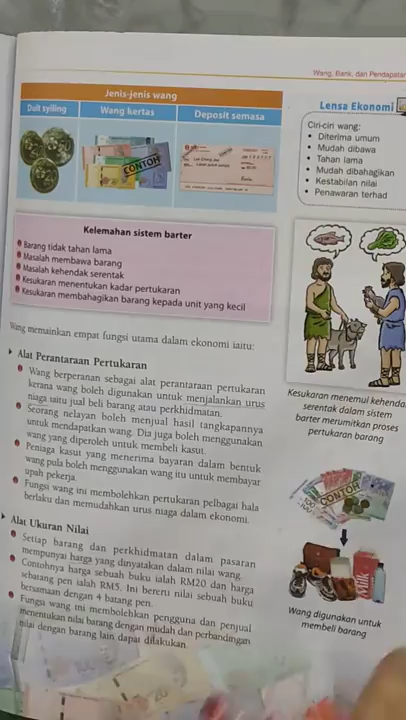 Wang, Bank, dan Pendapatan
Jenis-jenis wang
Duit syiling
Wang kertas
Deposit semasa
CONTOH
Lensa Ekonomi
Ciri-ciri wang:
• Diterima umum
• Mudah dibawa
• Tahan lama
• Mudah dibahagikan
• Kestabilan nilai
• Penawaran terhad
Kelemahan sistem barter
Barang tidak tahan lama
Masalah membawa barang
Masalah kehendak serentak
Kesukaran menentukan kadar pertukaran
Kesukaran membahagikan barang kepada unit yang kecil
Wang memainkan empat fungsi utama dalam ekonomi iaitu:
Alat Perantaraan Pertukaran
Wang berperanan sebagai alat perantaraan pertukaran
kerana wang boleh digunakan untuk menjalankan urus
niaga iaitu jual beli barang atau perkhidmatan.
Seorang nelayan boleh menjual hasil tangkapannya
untuk mendapatkan wang. Dia juga boleh menggunakan
wang yang diperoleh untuk membeli kasut.
Peniaga kasut yang menerima bayaran dalam bentuk
wang pula boleh menggunakan wang itu untuk membayar
upah pekerja.
Fungsi wang ini membolehkan pertukaran pelbagai hala
berlaku dan memudahkan urus niaga dalam ekonomi.
Alat Ukuran Nilai
Setiap barang dan perkhidmatan dalam pasaran
mempunyai harga yang dinyatakan dalam nilai wang.
Contohnya harga sebuah buku ialah RM20 dan harga
sebatang pen ialah RM5. Ini bererti nilai sebuah buku
bersamaan dengan 4 batang pen.
Fungsi wang ini membolehkan pengguna dan penjual
menentukan nilai barang dengan mudah dan perbandingan
nilai dengan barang lain dapat dilakukan.
Kesukaran menemui kehendak
serentak dalam sistem
barter merumitkan proses
pertukaran barang
CONTOH
Milk
Wang digunakan untuk
membeli barang